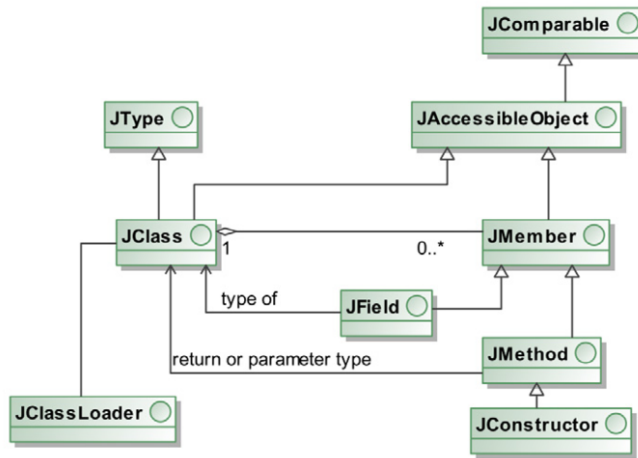 JComparable
JType
JAccessibleObject
JClass
1
0..*
JMember
type of
JField
return or parameter type
JMethod
JClassLoader
JConstructor